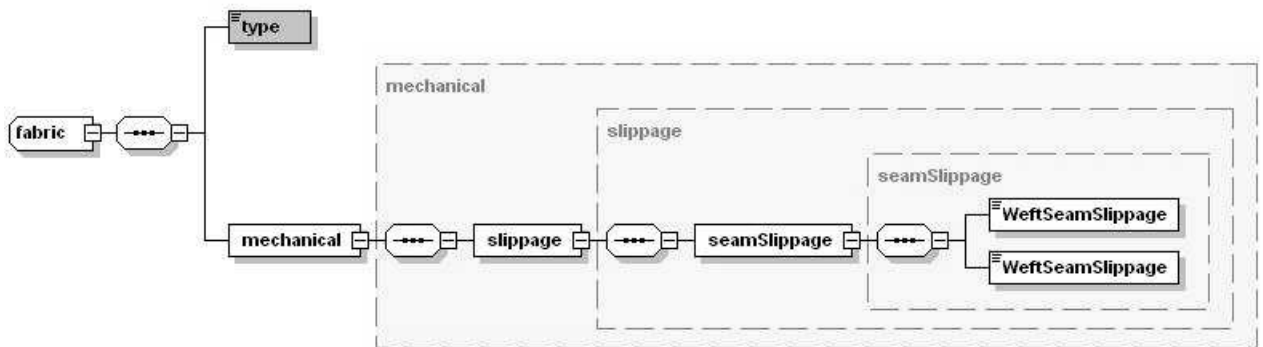 type
mechanical
slippage
fabric
seamSlippage
WeftSeamSlippage
mechanical
slippage
seamSlippage
WeftSeamSlippage